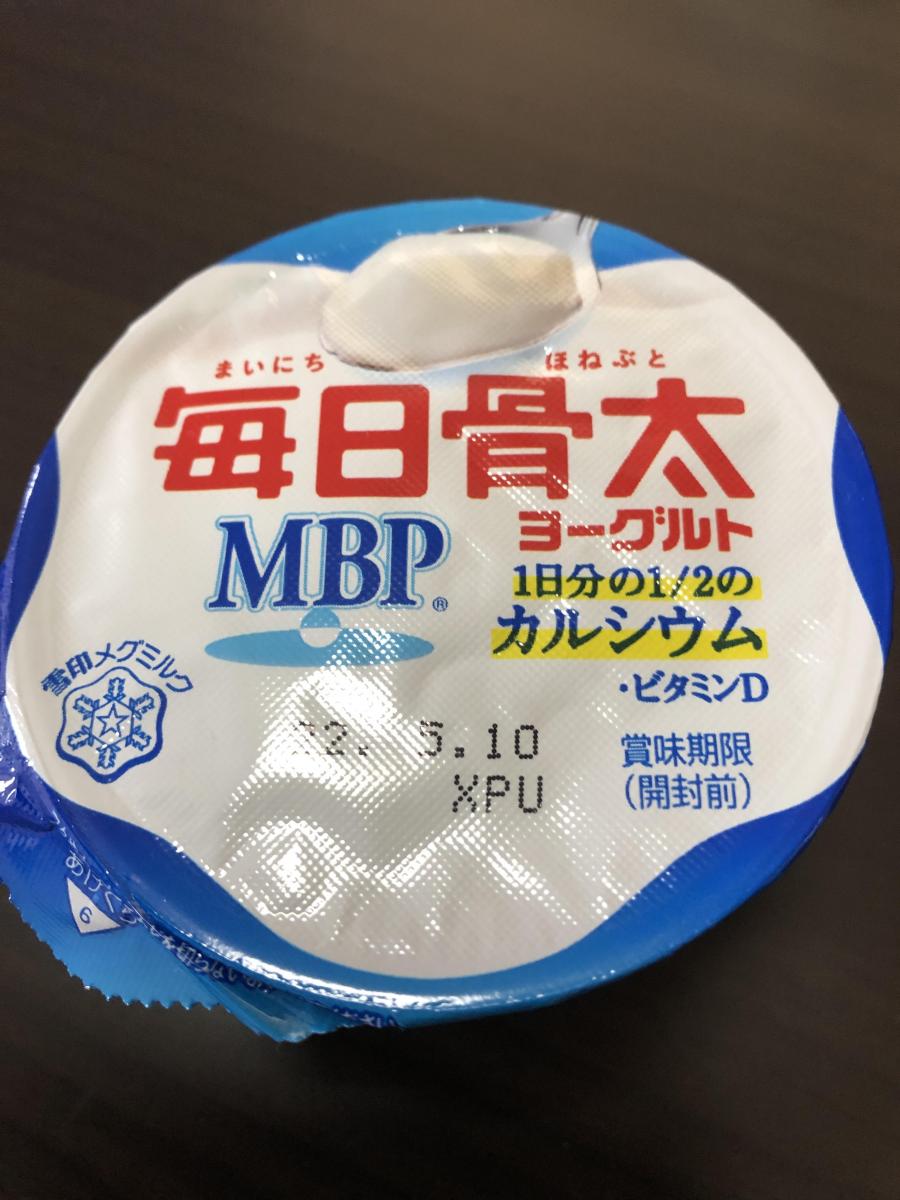 まいにち ほねぶと
毎日骨太
MBP®
ヨーグルト
1日分の1/2の
カルシウム
・ビタミンD
雪印メグミルク
22. 5.10
XPU
賞味期限
(開封前)
6